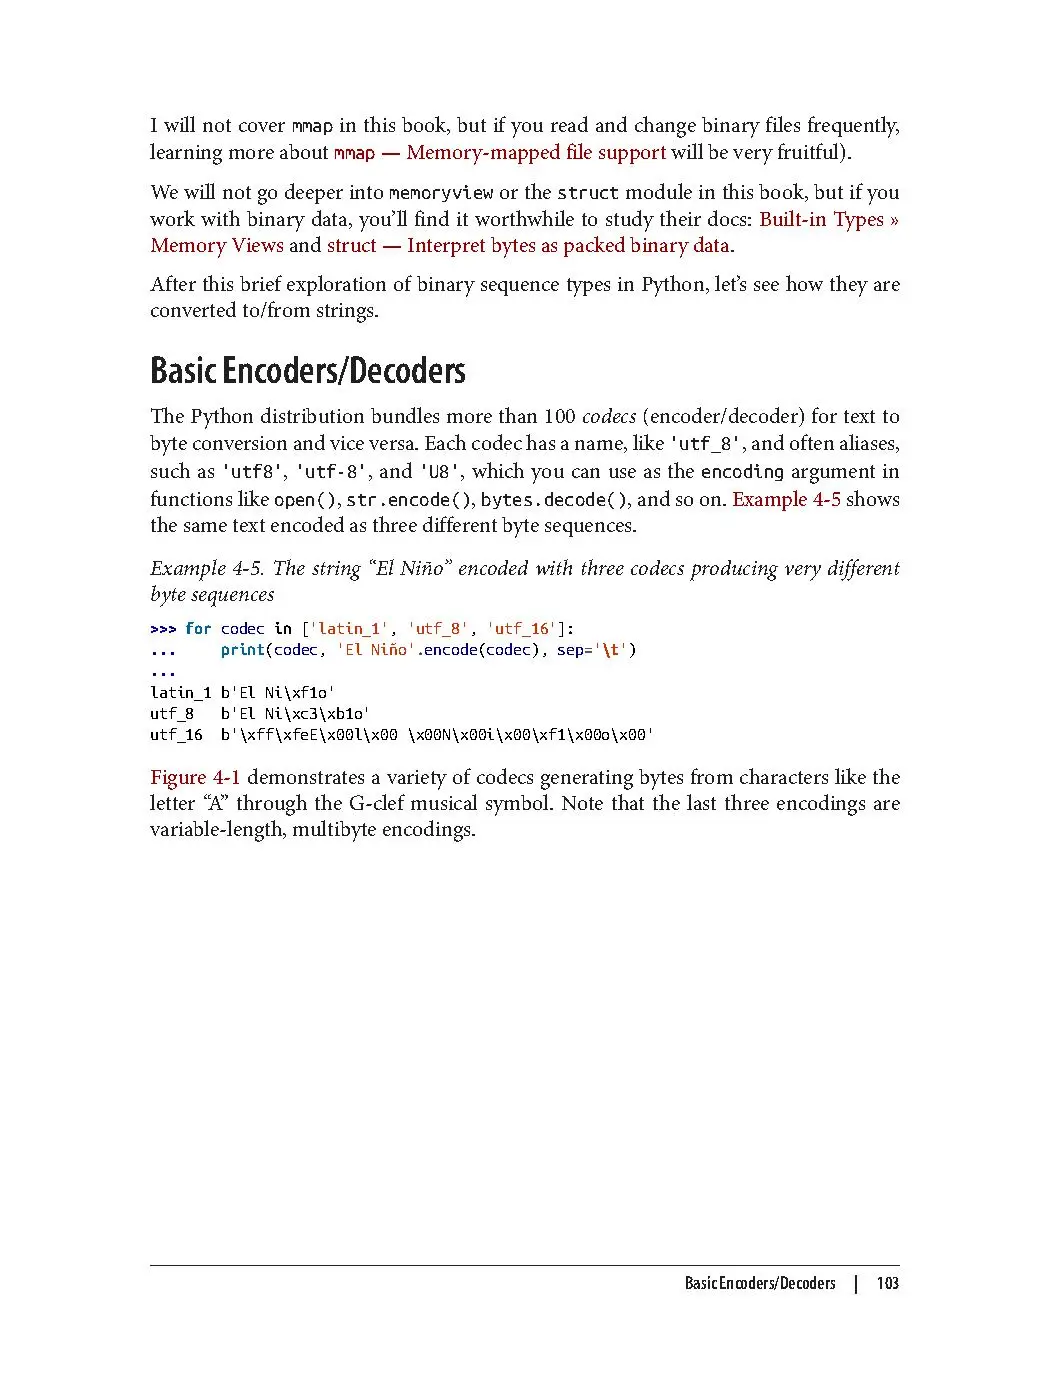 I will not cover mmap in this book, but if you read and change binary files frequently,
learning more about mmap — Memory-mapped file support will be very fruitful).
We will not go deeper into memoryview or the struct module in this book, but if you
work with binary data, you’ll find it worthwhile to study their docs: Built-in Types »
Memory Views and struct — Interpret bytes as packed binary data.
After this brief exploration of binary sequence types in Python, let’s see how they are
converted to/from strings.
Basic Encoders/Decoders
The Python distribution bundles more than 100 codecs (encoder/decoder) for text to
byte conversion and vice versa. Each codec has a name, like 'utf_8', and often aliases,
such as 'utf8', 'utf-8', and 'U8', which you can use as the encoding argument in
functions like open(), str.encode(), bytes.decode(), and so on. Example 4-5 shows
the same text encoded as three different byte sequences.
Example 4-5. The string “El Niño” encoded with three codecs producing very different
byte sequences
>>> for codec in ['latin_1', 'utf_8', 'utf_16']:
...     print(codec, 'El Niño'.encode(codec), sep='\t')
...
latin_1 b'El Ni\xf1o'
utf_8   b'El Ni\xc3\xb1o'
utf_16  b'\xff\xfeE\x00l\x00 \x00N\x00i\x00\xf1\x00o\x00'
Figure 4-1 demonstrates a variety of codecs generating bytes from characters like the
letter “A” through the G-clef musical symbol. Note that the last three encodings are
variable-length, multibyte encodings.
Basic Encoders/Decoders | 103